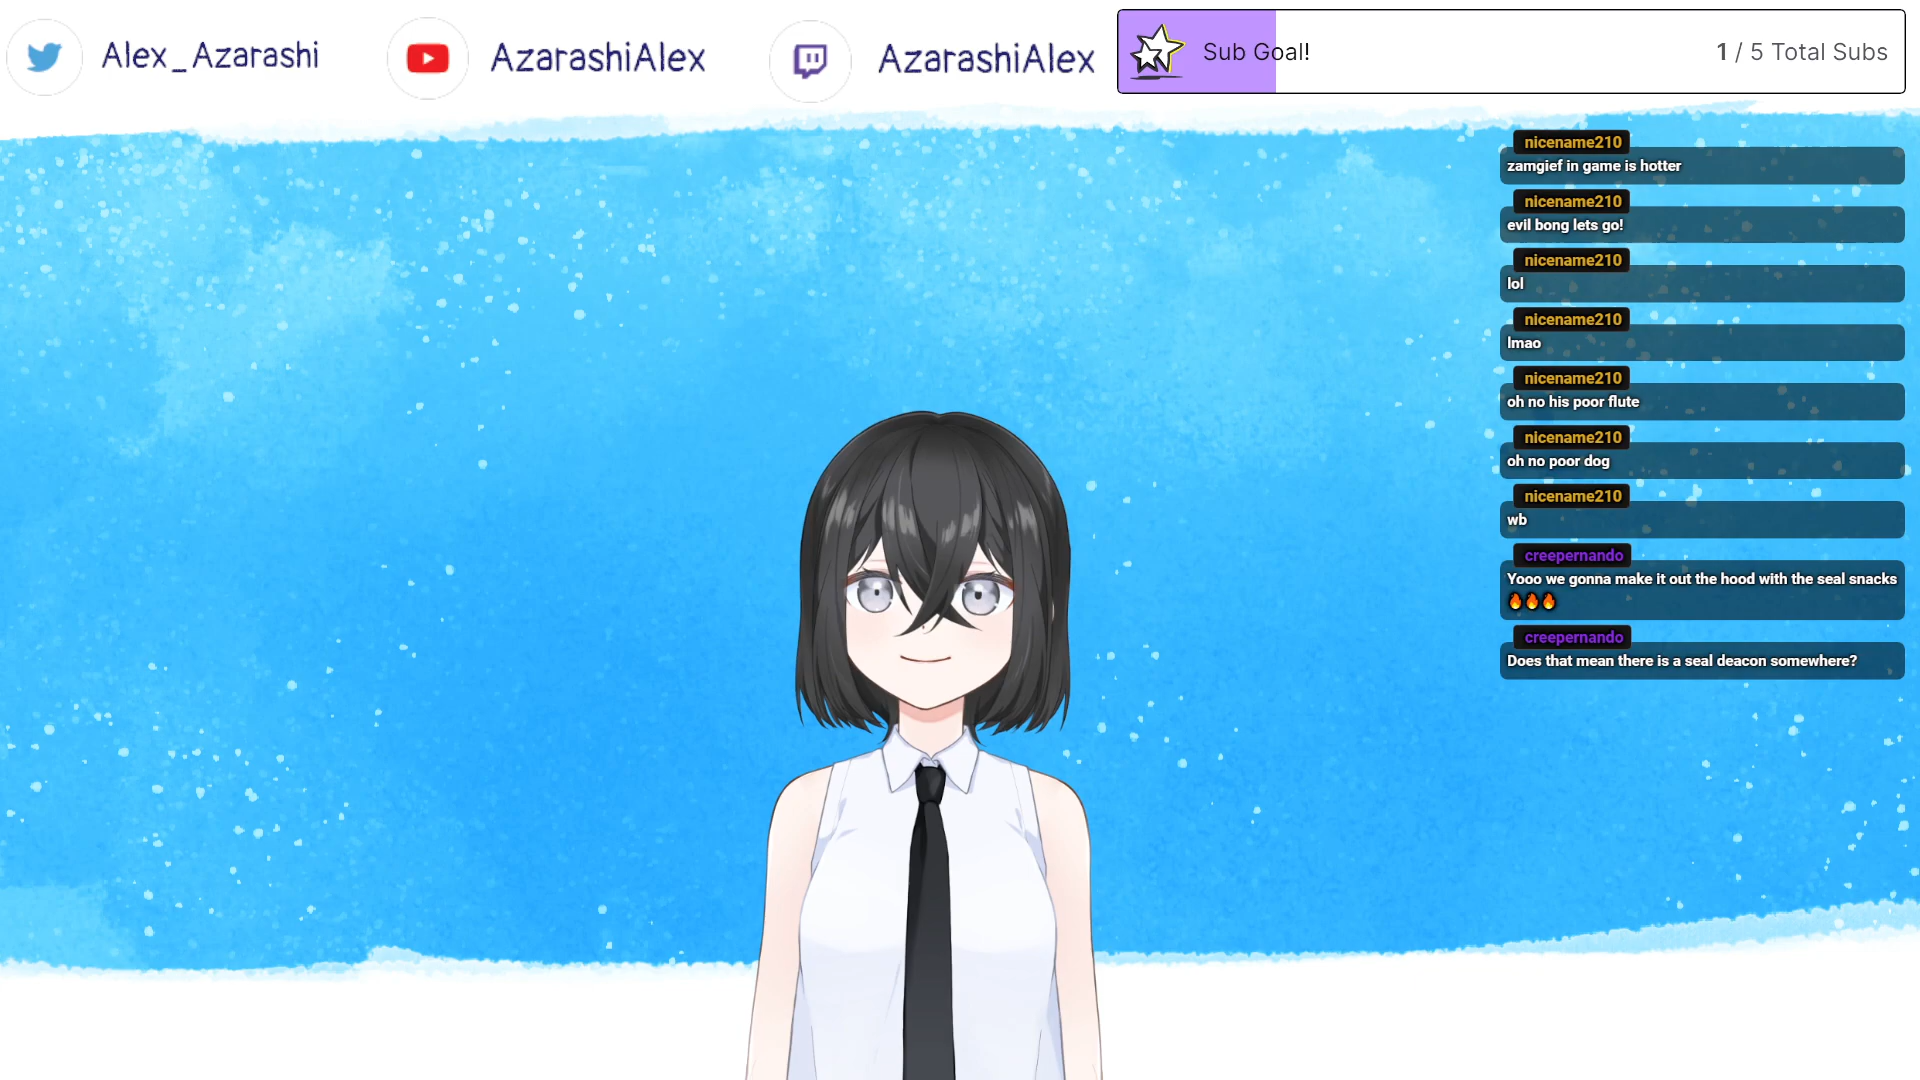 Alex_Azarashi
AzarashiAlex
AzarashiAlex
Sub Goal!
1 / 5 Total Subs
nicename210
zamgief in game is hotter
nicename210
evil bong lets go!
nicename210
lol
nicename210
lmao
nicename210
oh no his poor flute
nicename210
oh no poor dog
nicename210
wb
creepernando
Yooo we gonna make it out the hood with the seal snacks
🔥🔥🔥
creepernando
Does that mean there is a seal deacon somewhere?